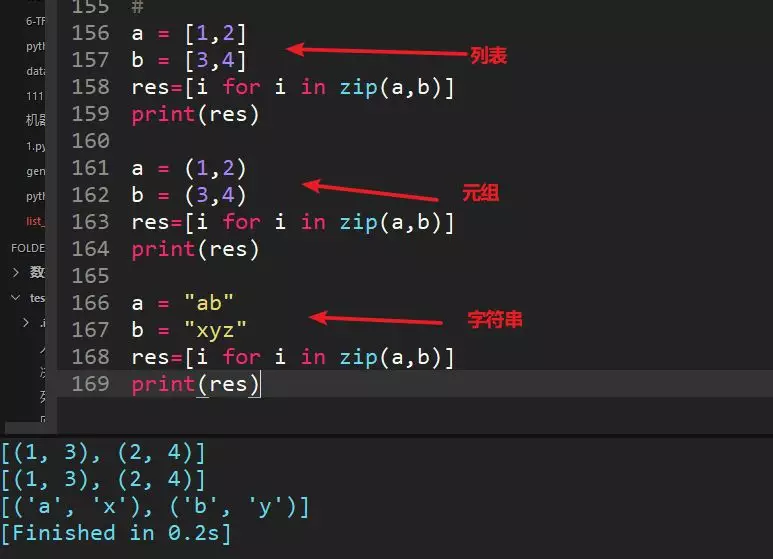 155 #
6-TF
156 a = [1,2]
pyth
157 b = [3,4]
列表
data
158 res=[i for i in zip(a,b)]
111
159 print(res)
机器
160
1.py
161 a = (1,2)
gen
162 b = (3,4)
元组
pyth
163 res=[i for i in zip(a,b)]
list_
164 print(res)
FOLDE
165
数
166 a = "ab"
tes
167 b = "xyz"
字符串
.i
168 res=[i for i in zip(a,b)]
169 print(res)
[(1, 3), (2, 4)]
[(1, 3), (2, 4)]
[('a', 'x'), ('b', 'y')]
[Finished in 0.2s]